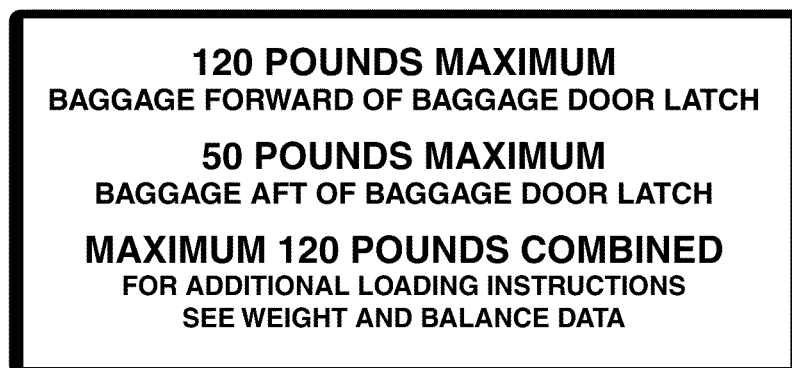 120 POUNDS MAXIMUM
BAGGAGE FORWARD OF BAGGAGE DOOR LATCH
50 POUNDS MAXIMUM
BAGGAGE AFT OF BAGGAGE DOOR LATCH
MAXIMUM 120 POUNDS COMBINED
FOR ADDITIONAL LOADING INSTRUCTIONS
SEE WEIGHT AND BALANCE DATA